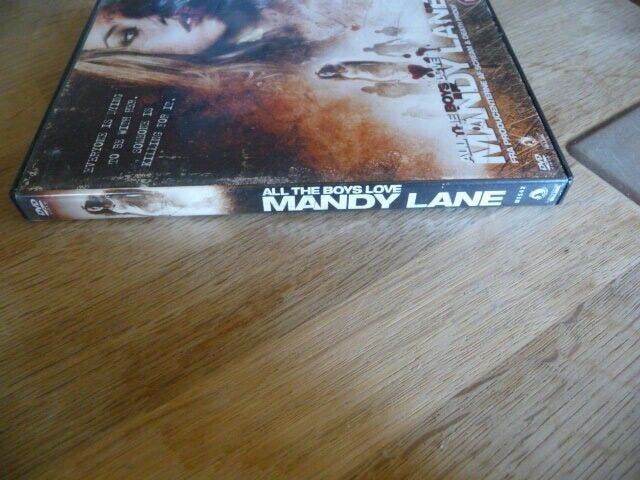 EVERYONE IS DYING
TO BE WITH HER.
SOMEONE IS
KILLING FOR IT.
ALL THE BOYS LOVE
MANDY LANE
DVD
DVD
ALL THE BOYS LOVE
MANDY LANE